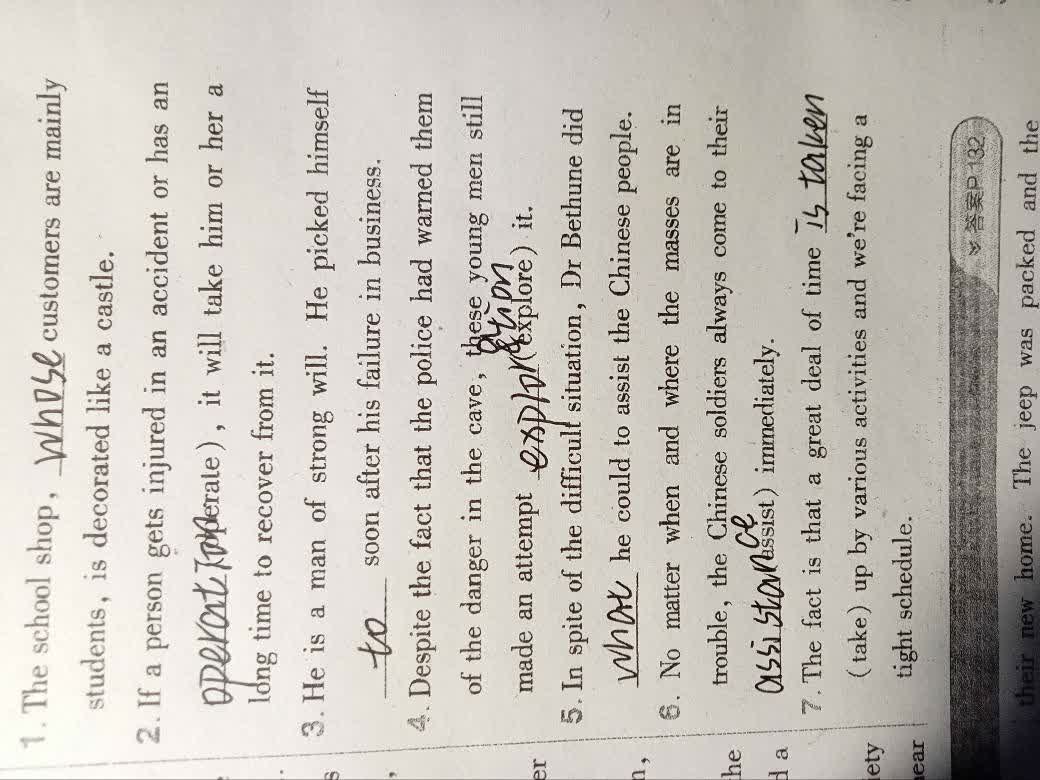 1. The school shop, whose customers are mainly
students, is decorated like a castle.
2. If a person gets injured in an accident or has an
operation (operate), it will take him or her a
long time to recover from it.
3. He is a man of strong will. He picked himself
to soon after his failure in business.
4. Despite the fact that the police had warned them
of the danger in the cave, these young men still
made an attempt exploration (explore) it.
5. In spite of the difficult situation, Dr Bethune did
what he could to assist the Chinese people.
6. No matter when and where the masses are in
trouble, the Chinese soldiers always come to their
assistance (assist) immediately.
7. The fact is that a great deal of time is taken
(take) up by various activities and we're facing a
tight schedule.
答案P.132
their new home. The jeep was packed and the
er
he
d a
ety
near